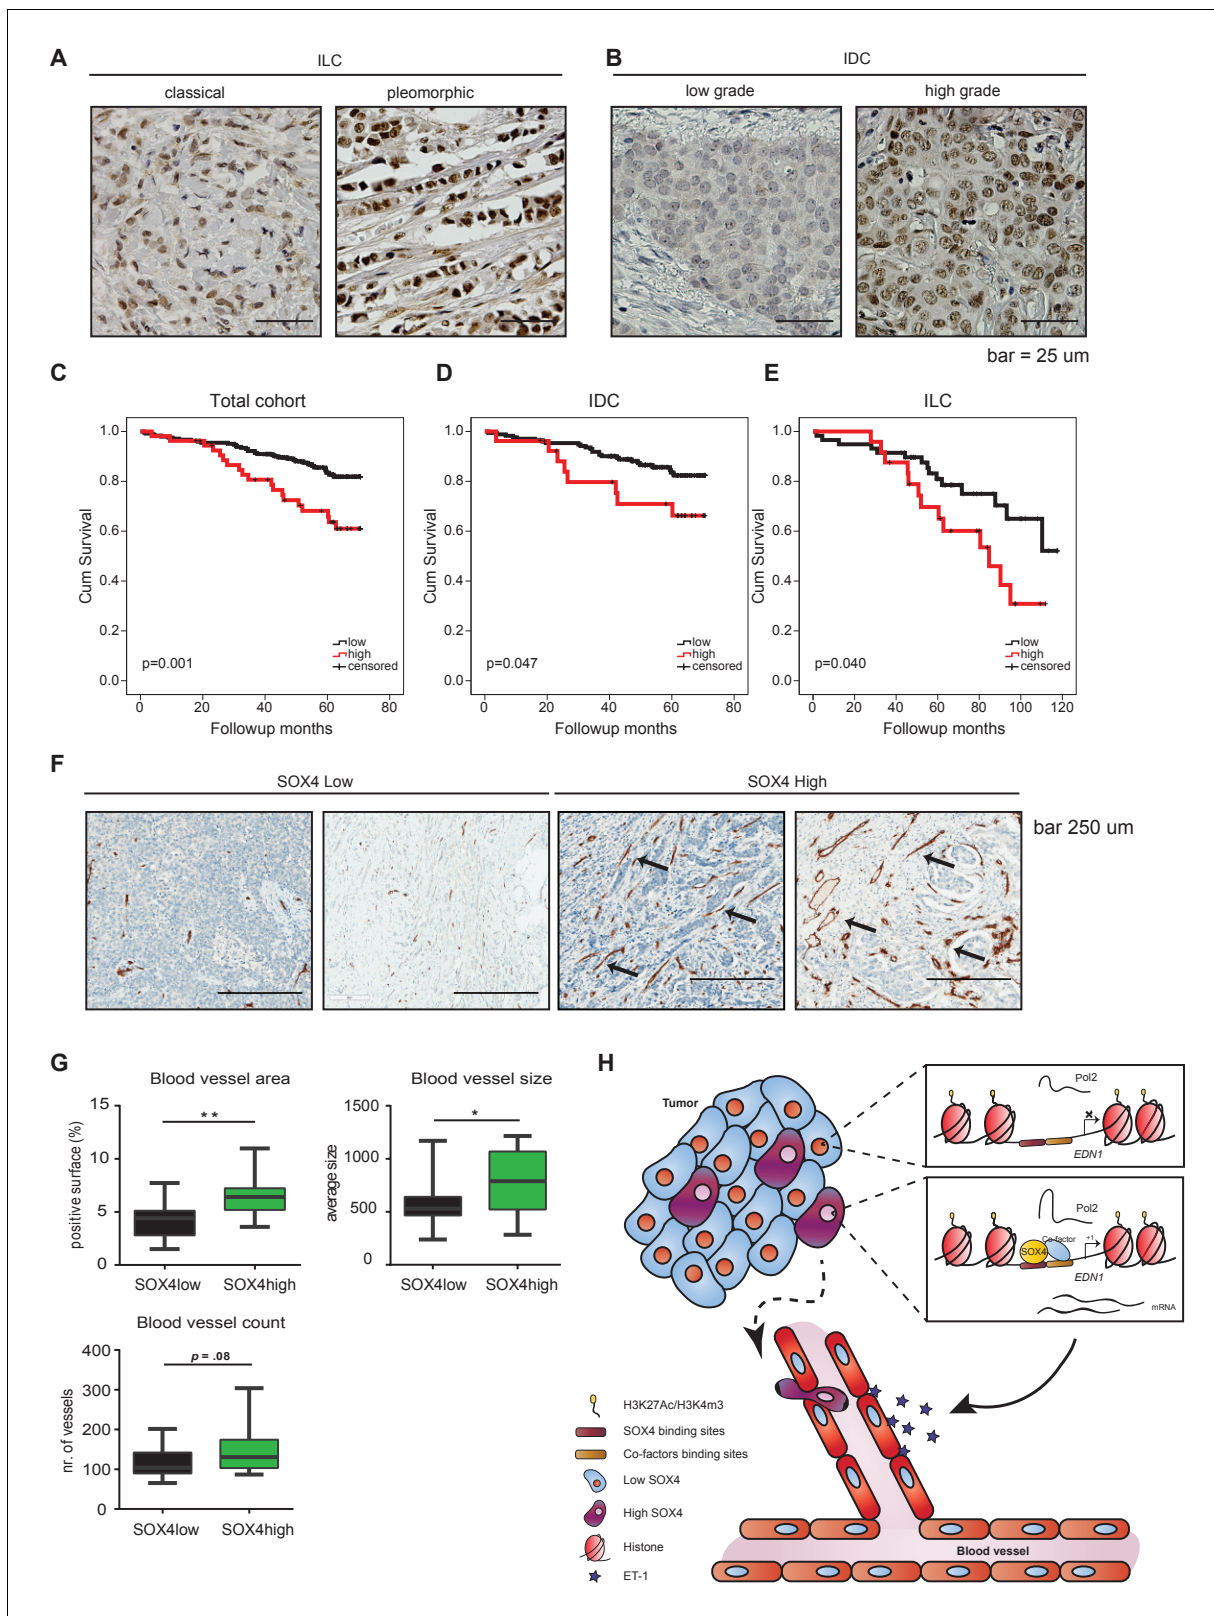 A
ILC
classical
pleomorphic
B
IDC
low grade
high grade
bar = 25 um
C
Total cohort
Cum Survival
1.0
0.8
0.6
0.4
0.2
0.0
low
high
censored
p=0.001
0 20 40 60 80
Followup months
D
IDC
Cum Survival
1.0
0.8
0.6
0.4
0.2
0.0
low
high
censored
p=0.047
0 20 40 60 80
Followup months
E
ILC
Cum Survival
1.0
0.8
0.6
0.4
0.2
0.0
low
high
censored
p=0.040
0 20 40 60 80 100 120
Followup months
F
SOX4 Low
SOX4 High
bar 250 um
G
Blood vessel area
positive surface (%)
15
10
5
0
**
SOX4low
SOX4high
Blood vessel size
average size
1500
1000
500
0
*
SOX4low
SOX4high
Blood vessel count
nr. of vessels
400
300
200
100
0
p = .08
SOX4low
SOX4high
H
Tumor
Pol2
EDN1
Pol2
SOX4
Co-factor
+1
EDN1
mRNA
H3K27Ac/H3K4m3
SOX4 binding sites
Co-factors binding sites
Low SOX4
High SOX4
Histone
ET-1
Blood vessel